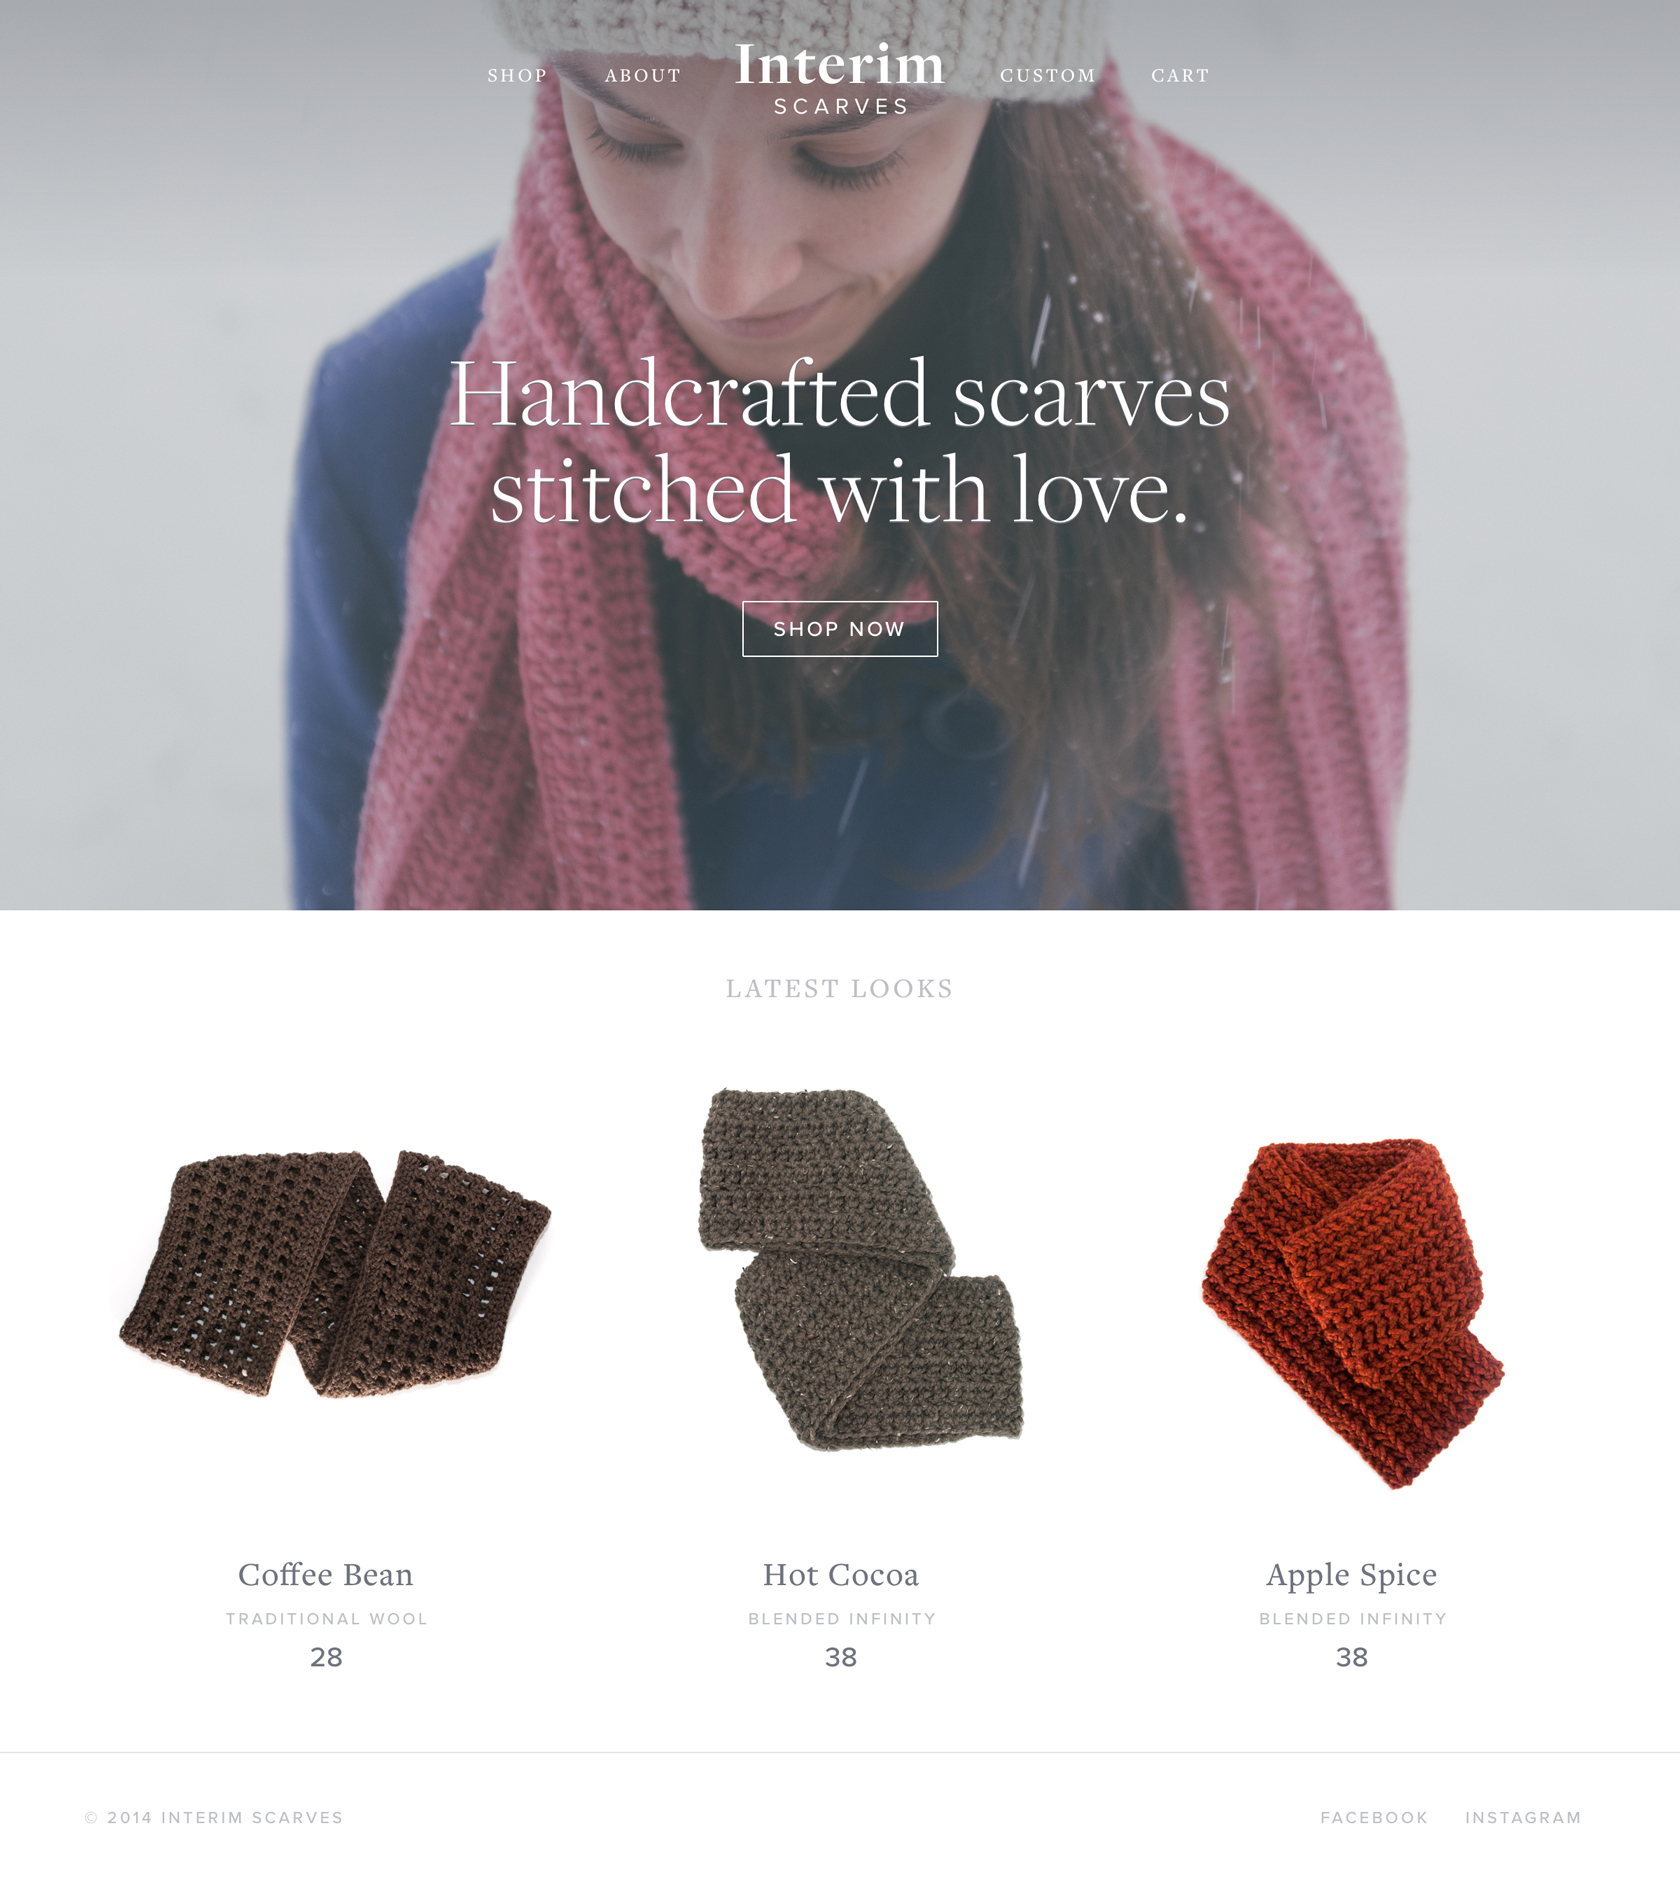 SHOP ABOUT Interim CUSTOM CART
SCARVES
Handcrafted scarves
stitched with love.
SHOP NOW
LATEST LOOKS
Coffee Bean
TRADITIONAL WOOL
28
Hot Cocoa
BLENDED INFINITY
38
Apple Spice
BLENDED INFINITY
38
© 2014 INTERIM SCARVES
FACEBOOK INSTAGRAM